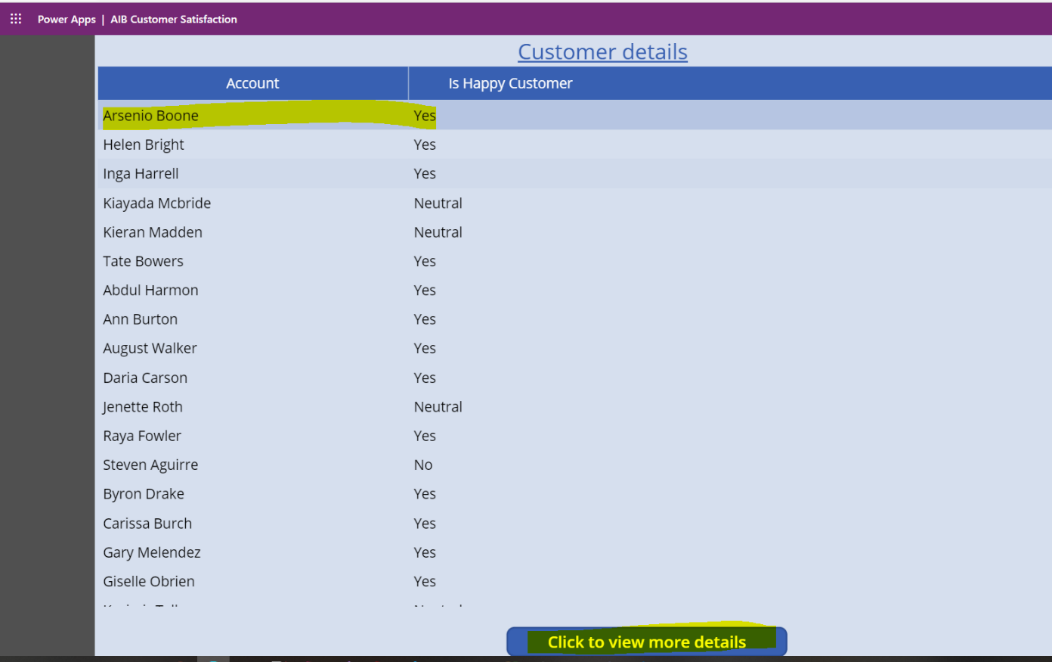 Power Apps | AIB Customer Satisfaction
Customer details
Account Is Happy Customer
Arsenio Boone Yes
Helen Bright Yes
Inga Harrell Yes
Kiayada Mcbride Neutral
Kieran Madden Neutral
Tate Bowers Yes
Abdul Harmon Yes
Ann Burton Yes
August Walker Yes
Daria Carson Yes
Jenette Roth Neutral
Raya Fowler Yes
Steven Aguirre No
Byron Drake Yes
Carissa Burch Yes
Gary Melendez Yes
Giselle Obrien Yes
Click to view more details